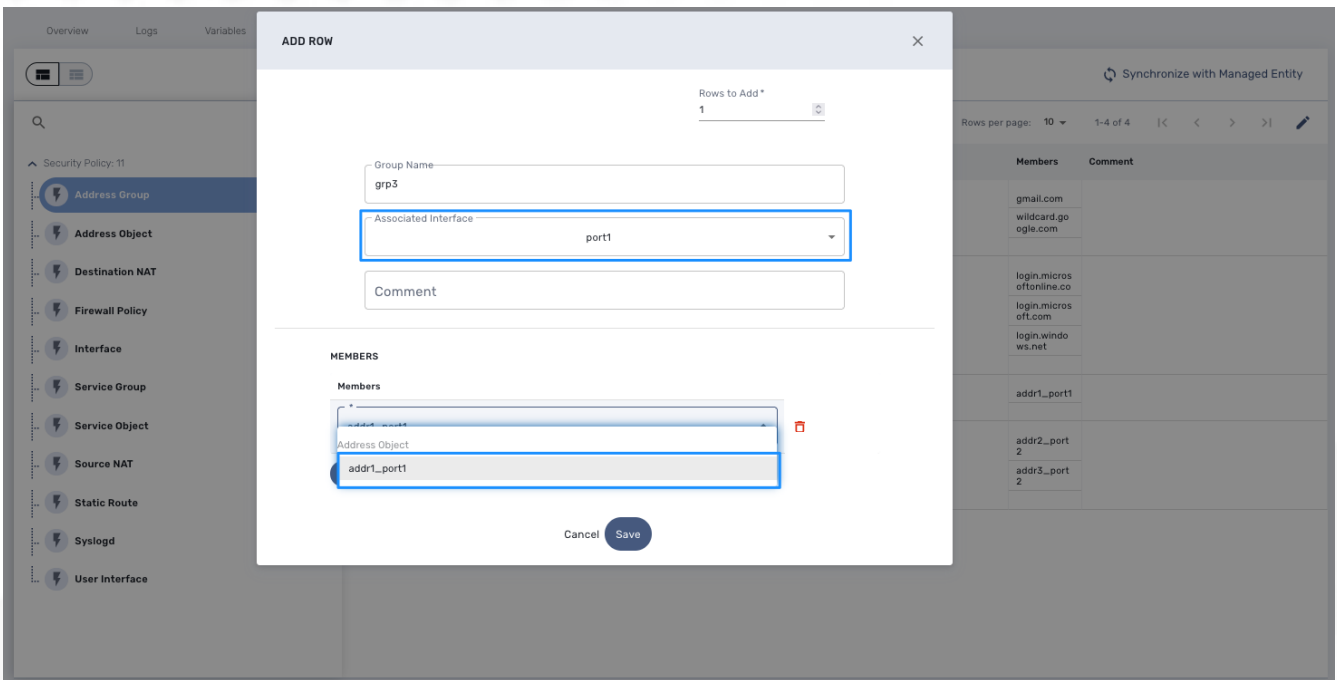 Overview Logs Variables
ADD ROW
Synchronize with Managed Entity
Rows to Add *
1
Rows per page: 10 1-4 of 4
Security Policy: 11
Address Group
Address Object
Destination NAT
Firewall Policy
Interface
Service Group
Service Object
Source NAT
Static Route
Syslogd
User Interface
Group Name
grp3
Associated Interface
port1
Comment
MEMBERS
Members
*
addr1_port1
Address Object
addr1_port1
Cancel Save
Members Comment
gmail.com
wildcard.go
ogle.com
login.micros
oftonline.co
login.micros
oft.com
login.windo
ws.net
addr1_port1
addr2_port
2
addr3_port
2